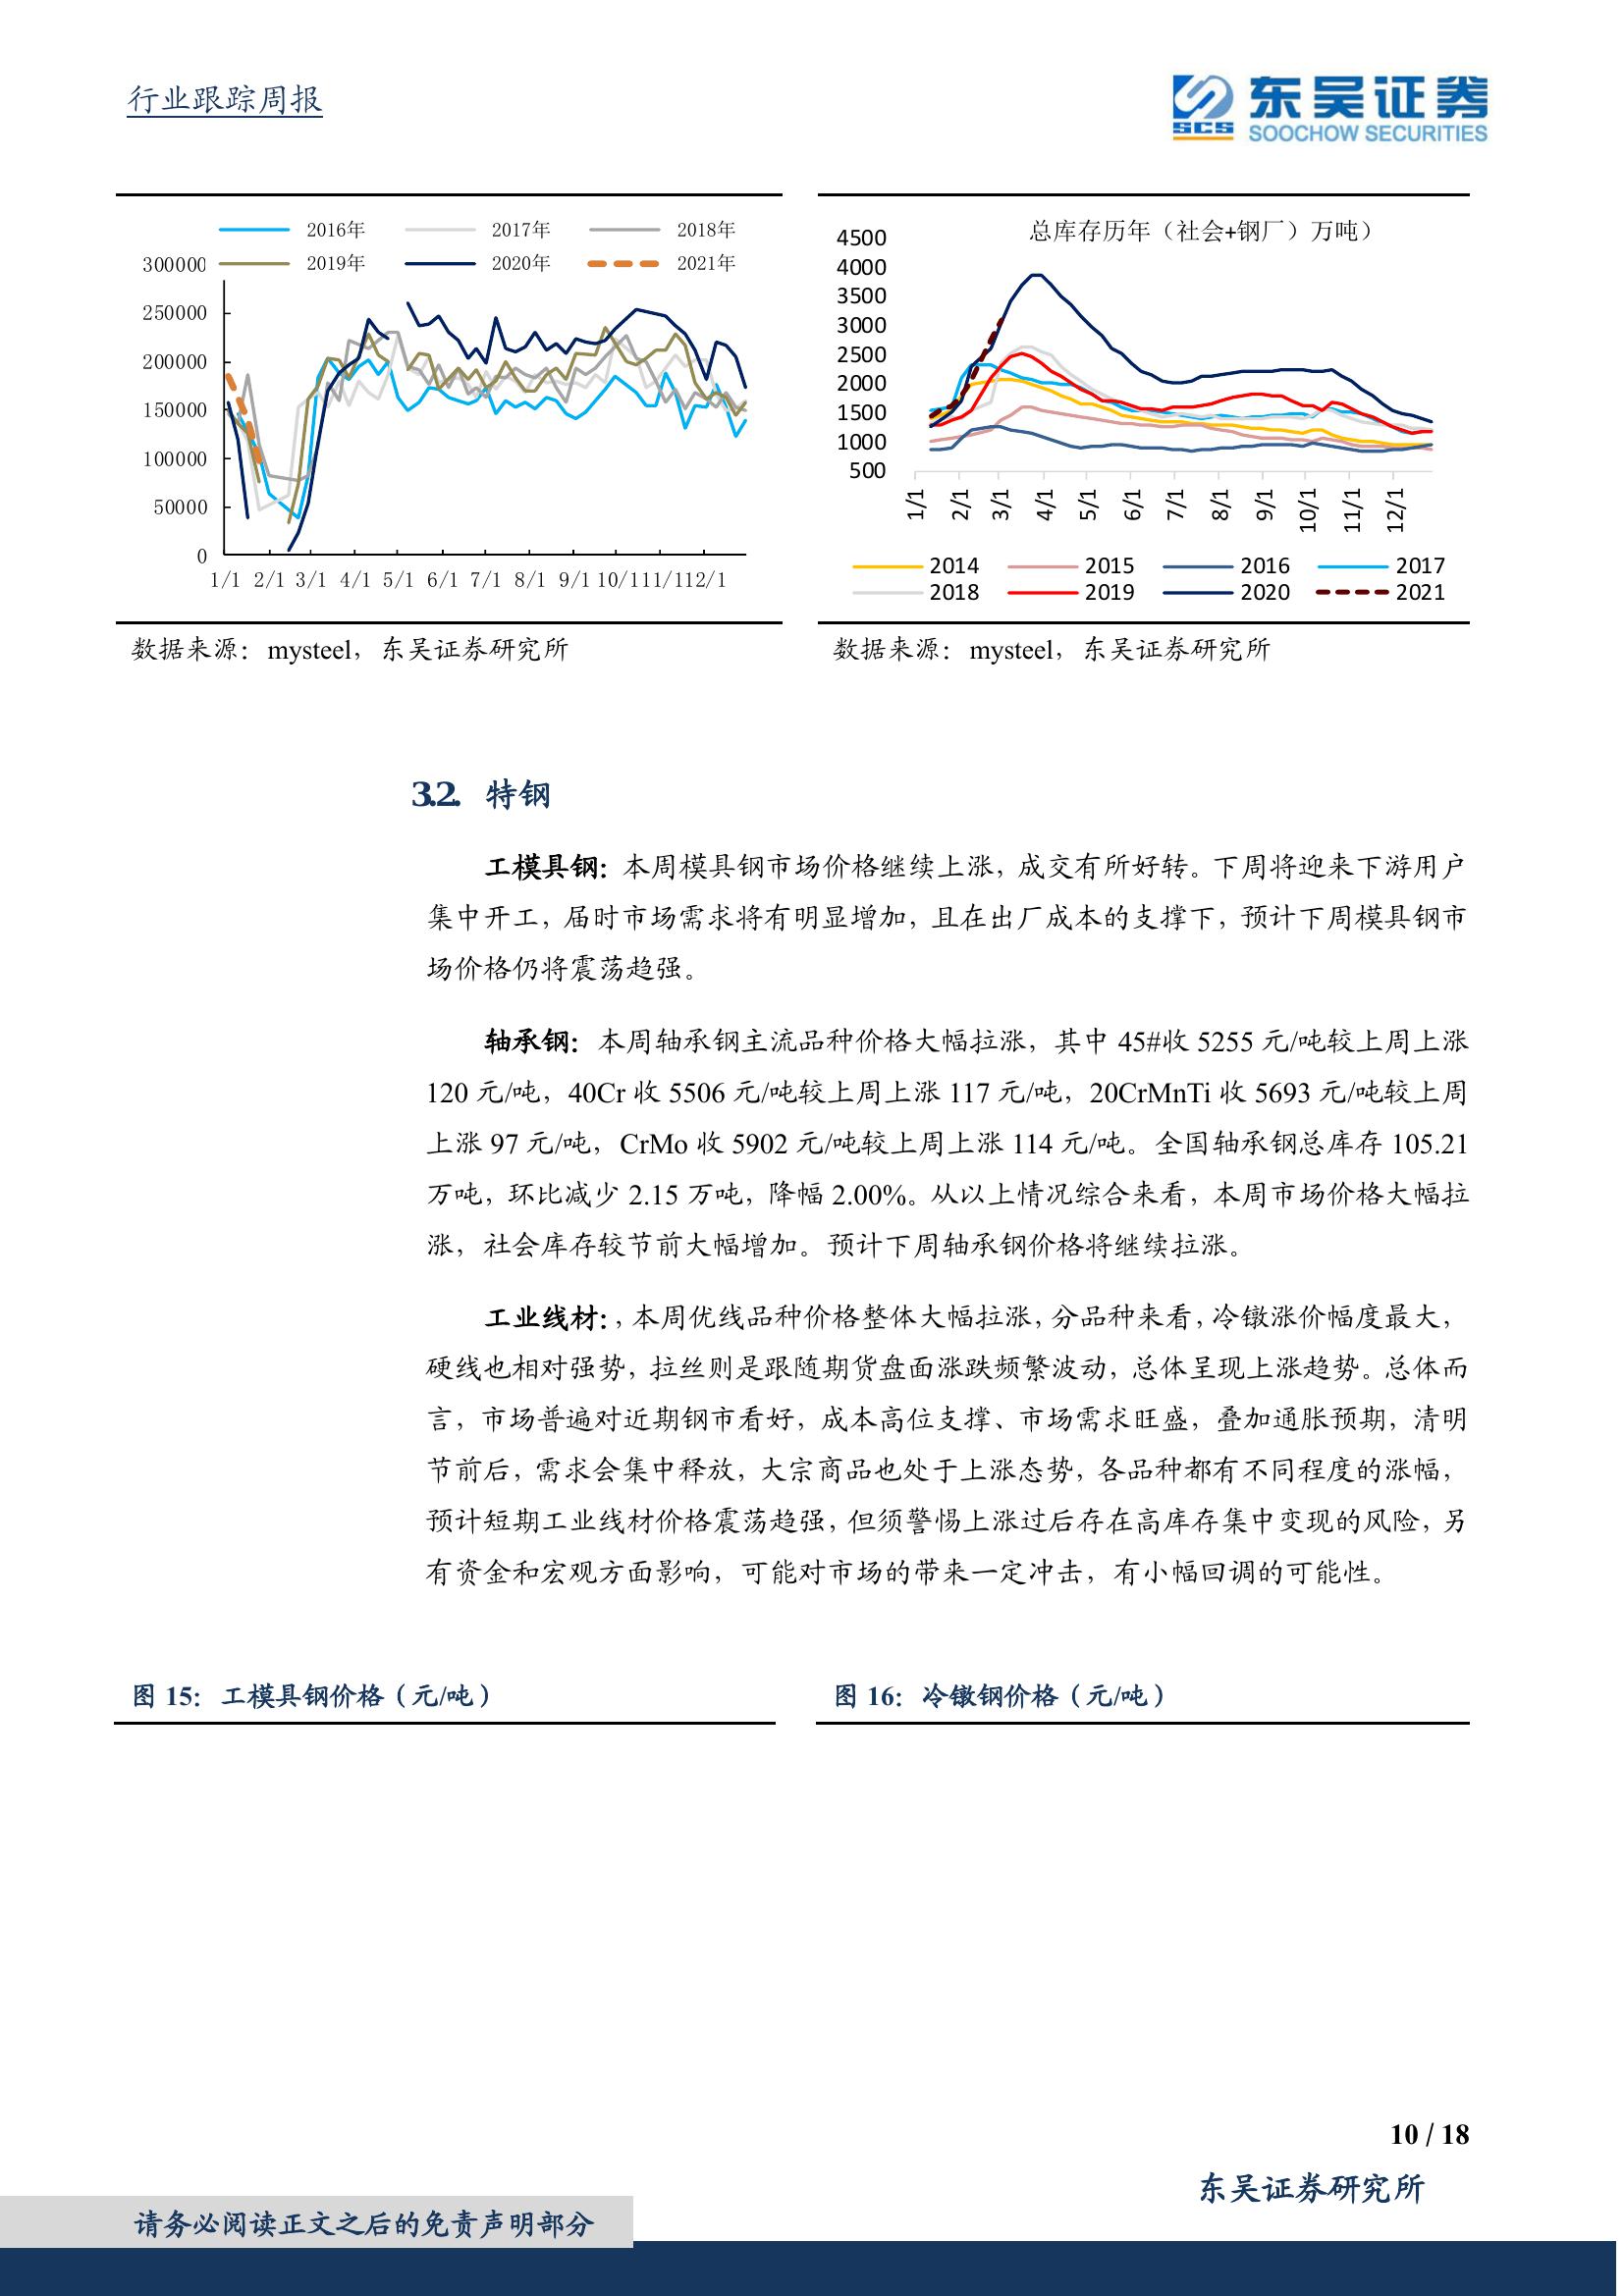 行业跟踪周报
东吴证券
SCS
SOOCHOW SECURITIES
2016年 2017年 2018年
2019年 2020年 2021年
300000
250000
200000
150000
100000
50000
0
1/1 2/1 3/1 4/1 5/1 6/1 7/1 8/1 9/1 10/1 11/1 12/1
总库存历年（社会+钢厂）万吨）
4500
4000
3500
3000
2500
2000
1500
1000
500
1/1 2/1 3/1 4/1 5/1 6/1 7/1 8/1 9/1 10/1 11/1 12/1
2014 2015 2016 2017
2018 2019 2020 2021
数据来源：mysteel，东吴证券研究所
数据来源：mysteel，东吴证券研究所
3.2. 特钢
工模具钢：本周模具钢市场价格继续上涨，成交有所好转。下周将迎来下游用户
集中开工，届时市场需求将有明显增加，且在出厂成本的支撑下，预计下周模具钢市
场价格仍将震荡趋强。
轴承钢：本周轴承钢主流品种价格大幅拉涨，其中 45#收 5255 元/吨较上周上涨
120 元/吨，40Cr 收 5506 元/吨较上周上涨 117 元/吨，20CrMnTi 收 5693 元/吨较上周
上涨 97 元/吨，CrMo 收 5902 元/吨较上周上涨 114 元/吨。全国轴承钢总库存 105.21
万吨，环比减少 2.15 万吨，降幅 2.00%。从以上情况综合来看，本周市场价格大幅拉
涨，社会库存较节前大幅增加。预计下周轴承钢价格将继续拉涨。
工业线材：，本周优线品种价格整体大幅拉涨，分品种来看，冷镦涨价幅度最大，
硬线也相对强势，拉丝则是跟随期货盘面涨跌频繁波动，总体呈现上涨趋势。总体而
言，市场普遍对近期钢市看好，成本高位支撑、市场需求旺盛，叠加通胀预期，清明
节前后，需求会集中释放，大宗商品也处于上涨态势，各品种都有不同程度的涨幅，
预计短期工业线材价格震荡趋强，但须警惕上涨过后存在高库存集中变现的风险，另
有资金和宏观方面影响，可能对市场的带来一定冲击，有小幅回调的可能性。
图 15：工模具钢价格（元/吨）
图 16：冷镦钢价格（元/吨）
10 / 18
东吴证券研究所
请务必阅读正文之后的免责声明部分